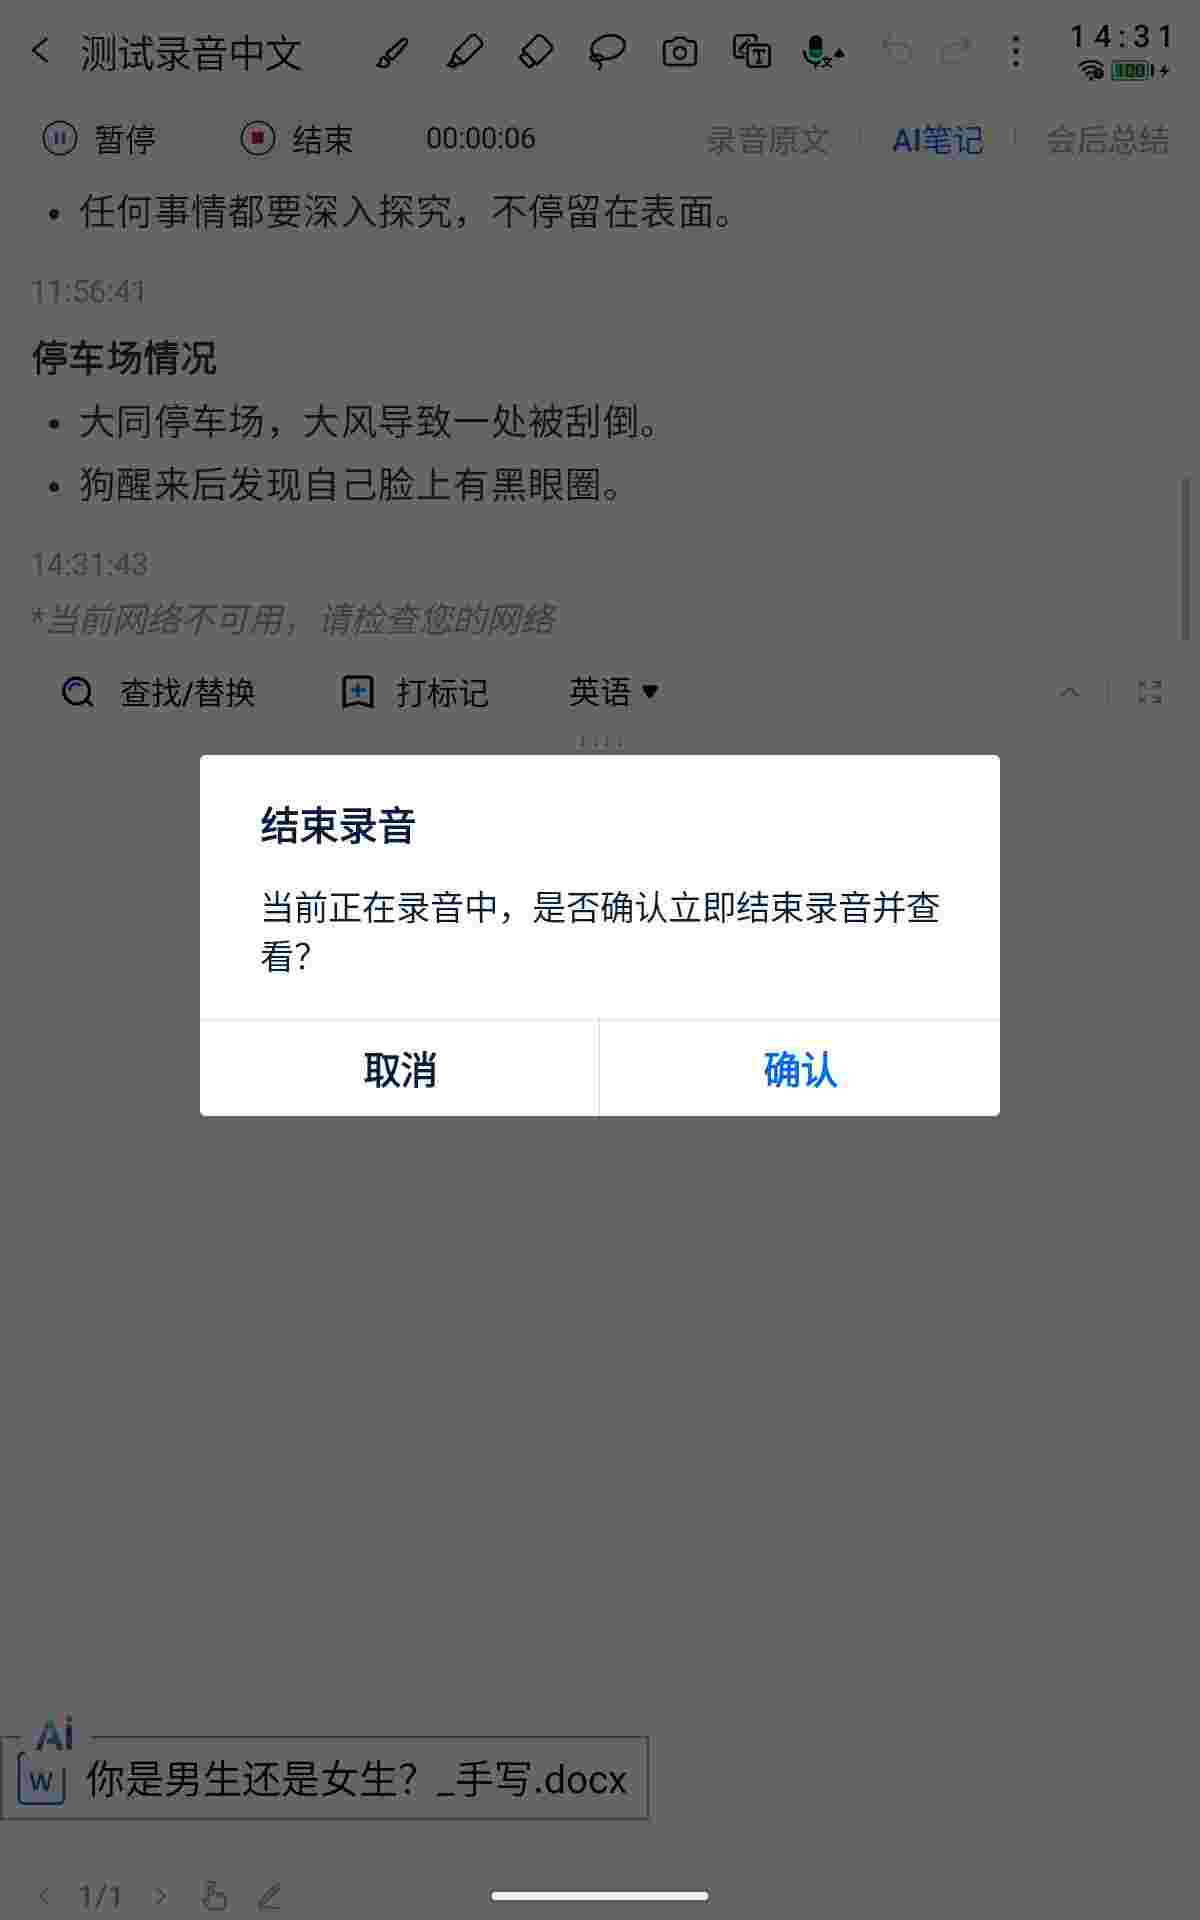 测试录音中文
14:31
100
暂停 结束 00:00:06 录音原文 AI笔记 会后总结
• 任何事情都要深入探究，不停留在表面。
11:56:41
停车场情况
• 大同停车场，大风导致一处被刮倒。
• 狗醒来后发现自己脸上有黑眼圈。
14:31:43
*当前网络不可用，请检查您的网络
查找/替换 打标记 英语
结束录音
当前正在录音中，是否确认立即结束录音并查
看？
取消 确认
Ai
W 你是男生还是女生？_手写.docx
1/1